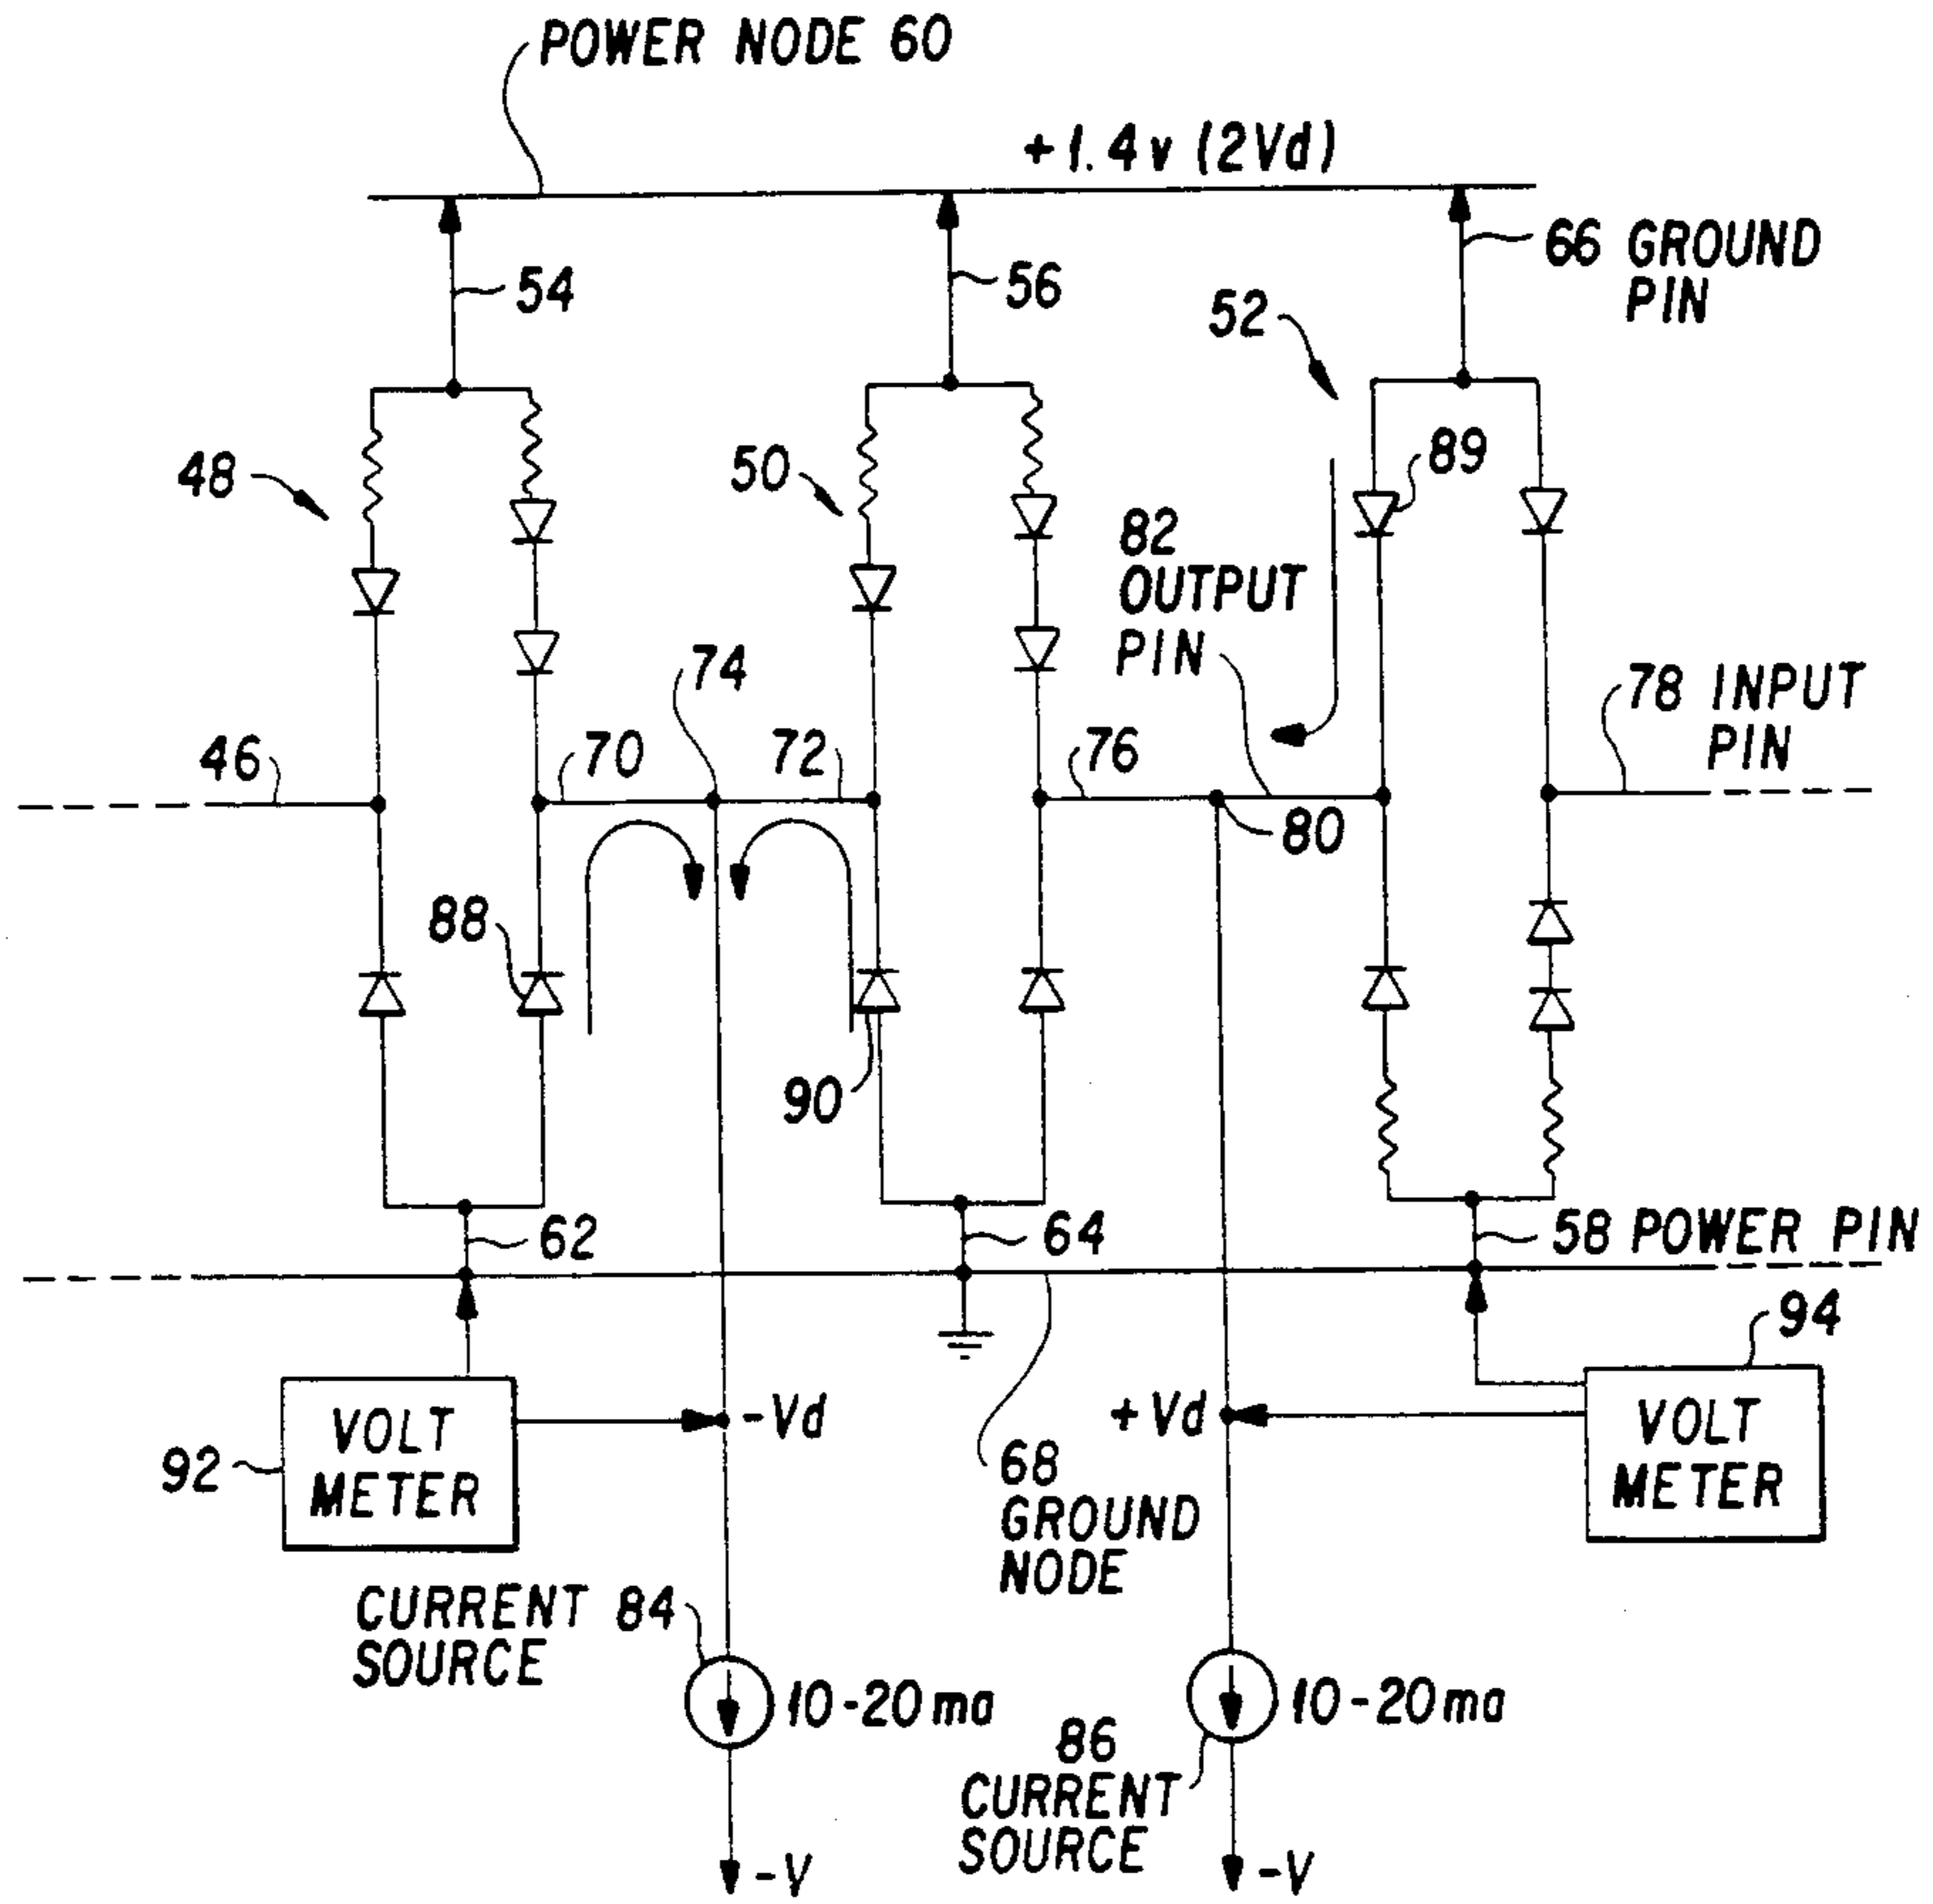 POWER NODE 60
+1.4v (2Vd)
54
56
66 GROUND
PIN
52
48
50
89
82
OUTPUT
PIN
74
78 INPUT
PIN
46
70
72
76
80
88
90
62
64
58 POWER PIN
94
VOLT
METER
-Vd
+Vd
VOLT
METER
92
68
GROUND
NODE
CURRENT 84
SOURCE
10-20ma
10-20ma
86
CURRENT
SOURCE
-V
-V